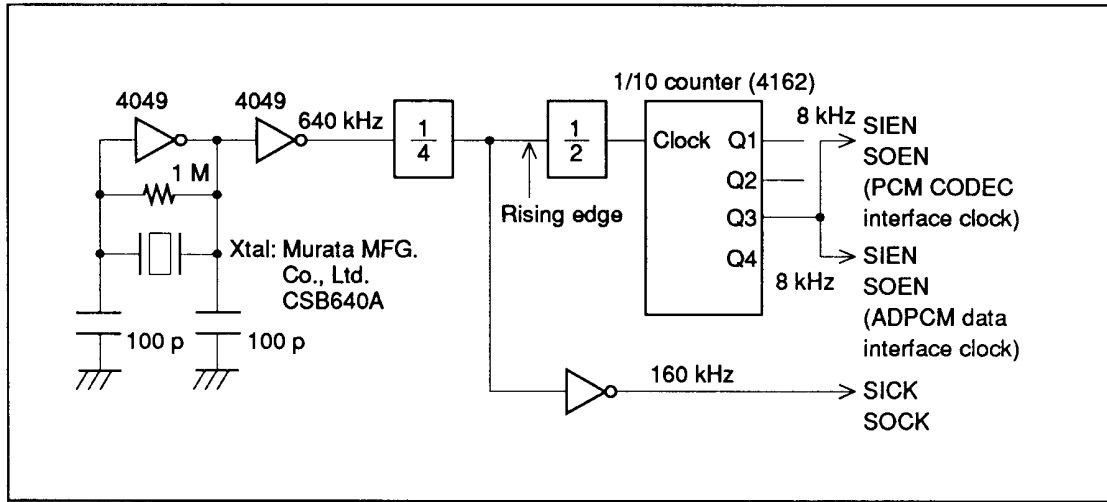 1/10 counter (4162)
4049
4049
640 kHz
1
4
1
2
Clock
Q1
Q2
Q3
Q4
8 kHz
SIEN
SOEN
(PCM CODEC
interface clock)
1 M
Rising edge
Xtal: Murata MFG.
Co., Ltd.
CSB640A
8 kHz
SIEN
SOEN
(ADPCM data
interface clock)
100 p
100 p
160 kHz
SICK
SOCK